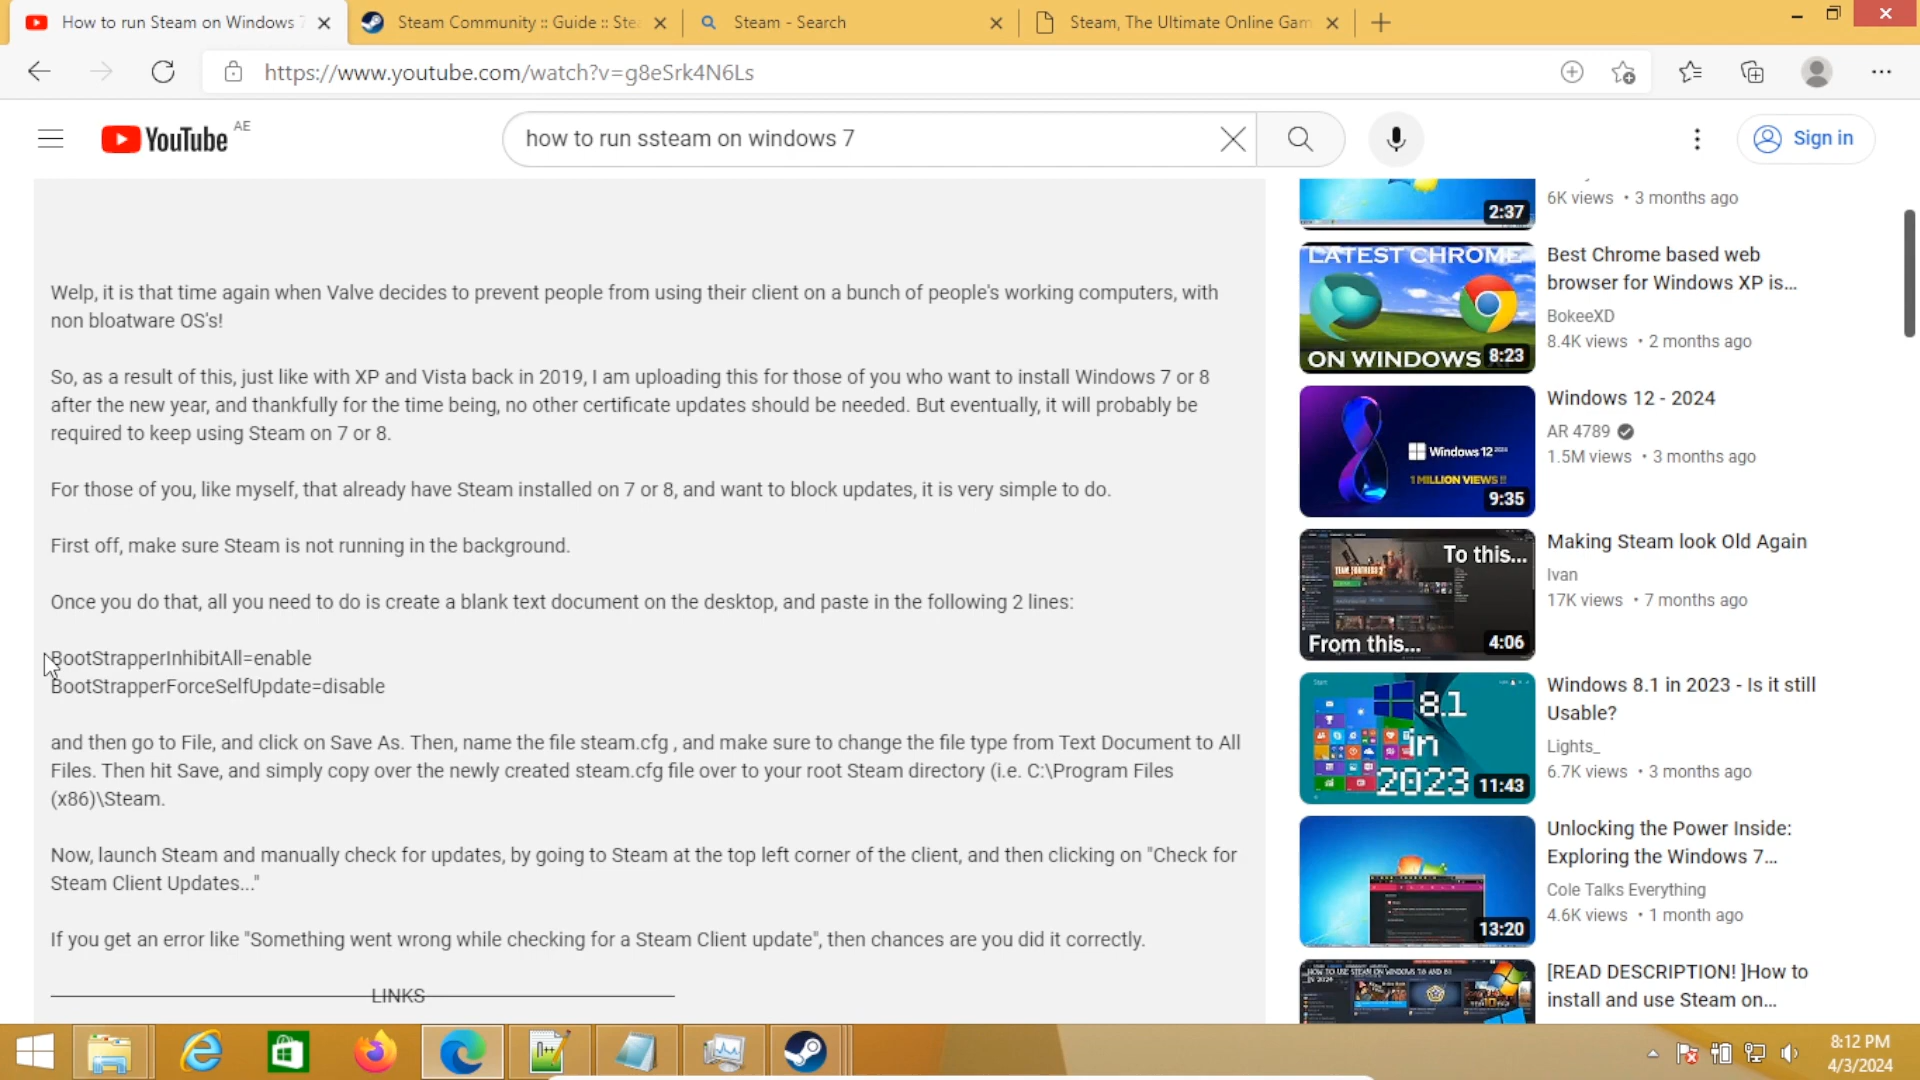 How to run Steam on Windows 7
Steam Community :: Guide :: Ste
Steam - Search
Steam, The Ultimate Online Gam
https://www.youtube.com/watch?v=g8eSrk4N6Ls
YouTube AE
how to run ssteam on windows 7
Sign in
Welp, it is that time again when Valve decides to prevent people from using their client on a bunch of people's working computers, with
non bloatware OS's!
So, as a result of this, just like with XP and Vista back in 2019, I am uploading this for those of you who want to install Windows 7 or 8
after the new year, and thankfully for the time being, no other certificate updates should be needed. But eventually, it will probably be
required to keep using Steam on 7 or 8.
For those of you, like myself, that already have Steam installed on 7 or 8, and want to block updates, it is very simple to do.
First off, make sure Steam is not running in the background.
Once you do that, all you need to do is create a blank text document on the desktop, and paste in the following 2 lines:
BootStrapperInhibitAll=enable
BootStrapperForceSelfUpdate=disable
and then go to File, and click on Save As. Then, name the file steam.cfg , and make sure to change the file type from Text Document to All
Files. Then hit Save, and simply copy over the newly created steam.cfg file over to your root Steam directory (i.e. C:\Program Files
(x86)\Steam.
Now, launch Steam and manually check for updates, by going to Steam at the top left corner of the client, and then clicking on "Check for
Steam Client Updates..."
If you get an error like "Something went wrong while checking for a Steam Client update", then chances are you did it correctly.
LINKS
2:37
6K views • 3 months ago
LATEST CHROME
ON WINDOWS
8:23
Best Chrome based web
browser for Windows XP is...
BokeeXD
8.4K views • 2 months ago
Windows 12 2024
1 MILLION VIEWS !!
9:35
Windows 12 - 2024
AR 4789
1.5M views • 3 months ago
To this...
From this...
4:06
Making Steam look Old Again
Ivan
17K views • 7 months ago
Start
8.1
in
2023
11:43
Windows 8.1 in 2023 - Is it still
Usable?
Lights_
6.7K views • 3 months ago
13:20
Unlocking the Power Inside:
Exploring the Windows 7...
Cole Talks Everything
4.6K views • 1 month ago
HOW TO USE STEAM ON WINDOWS 7,8 AND 8.1
IN 2024
[READ DESCRIPTION! ]How to
install and use Steam on...
8:12 PM
4/3/2024